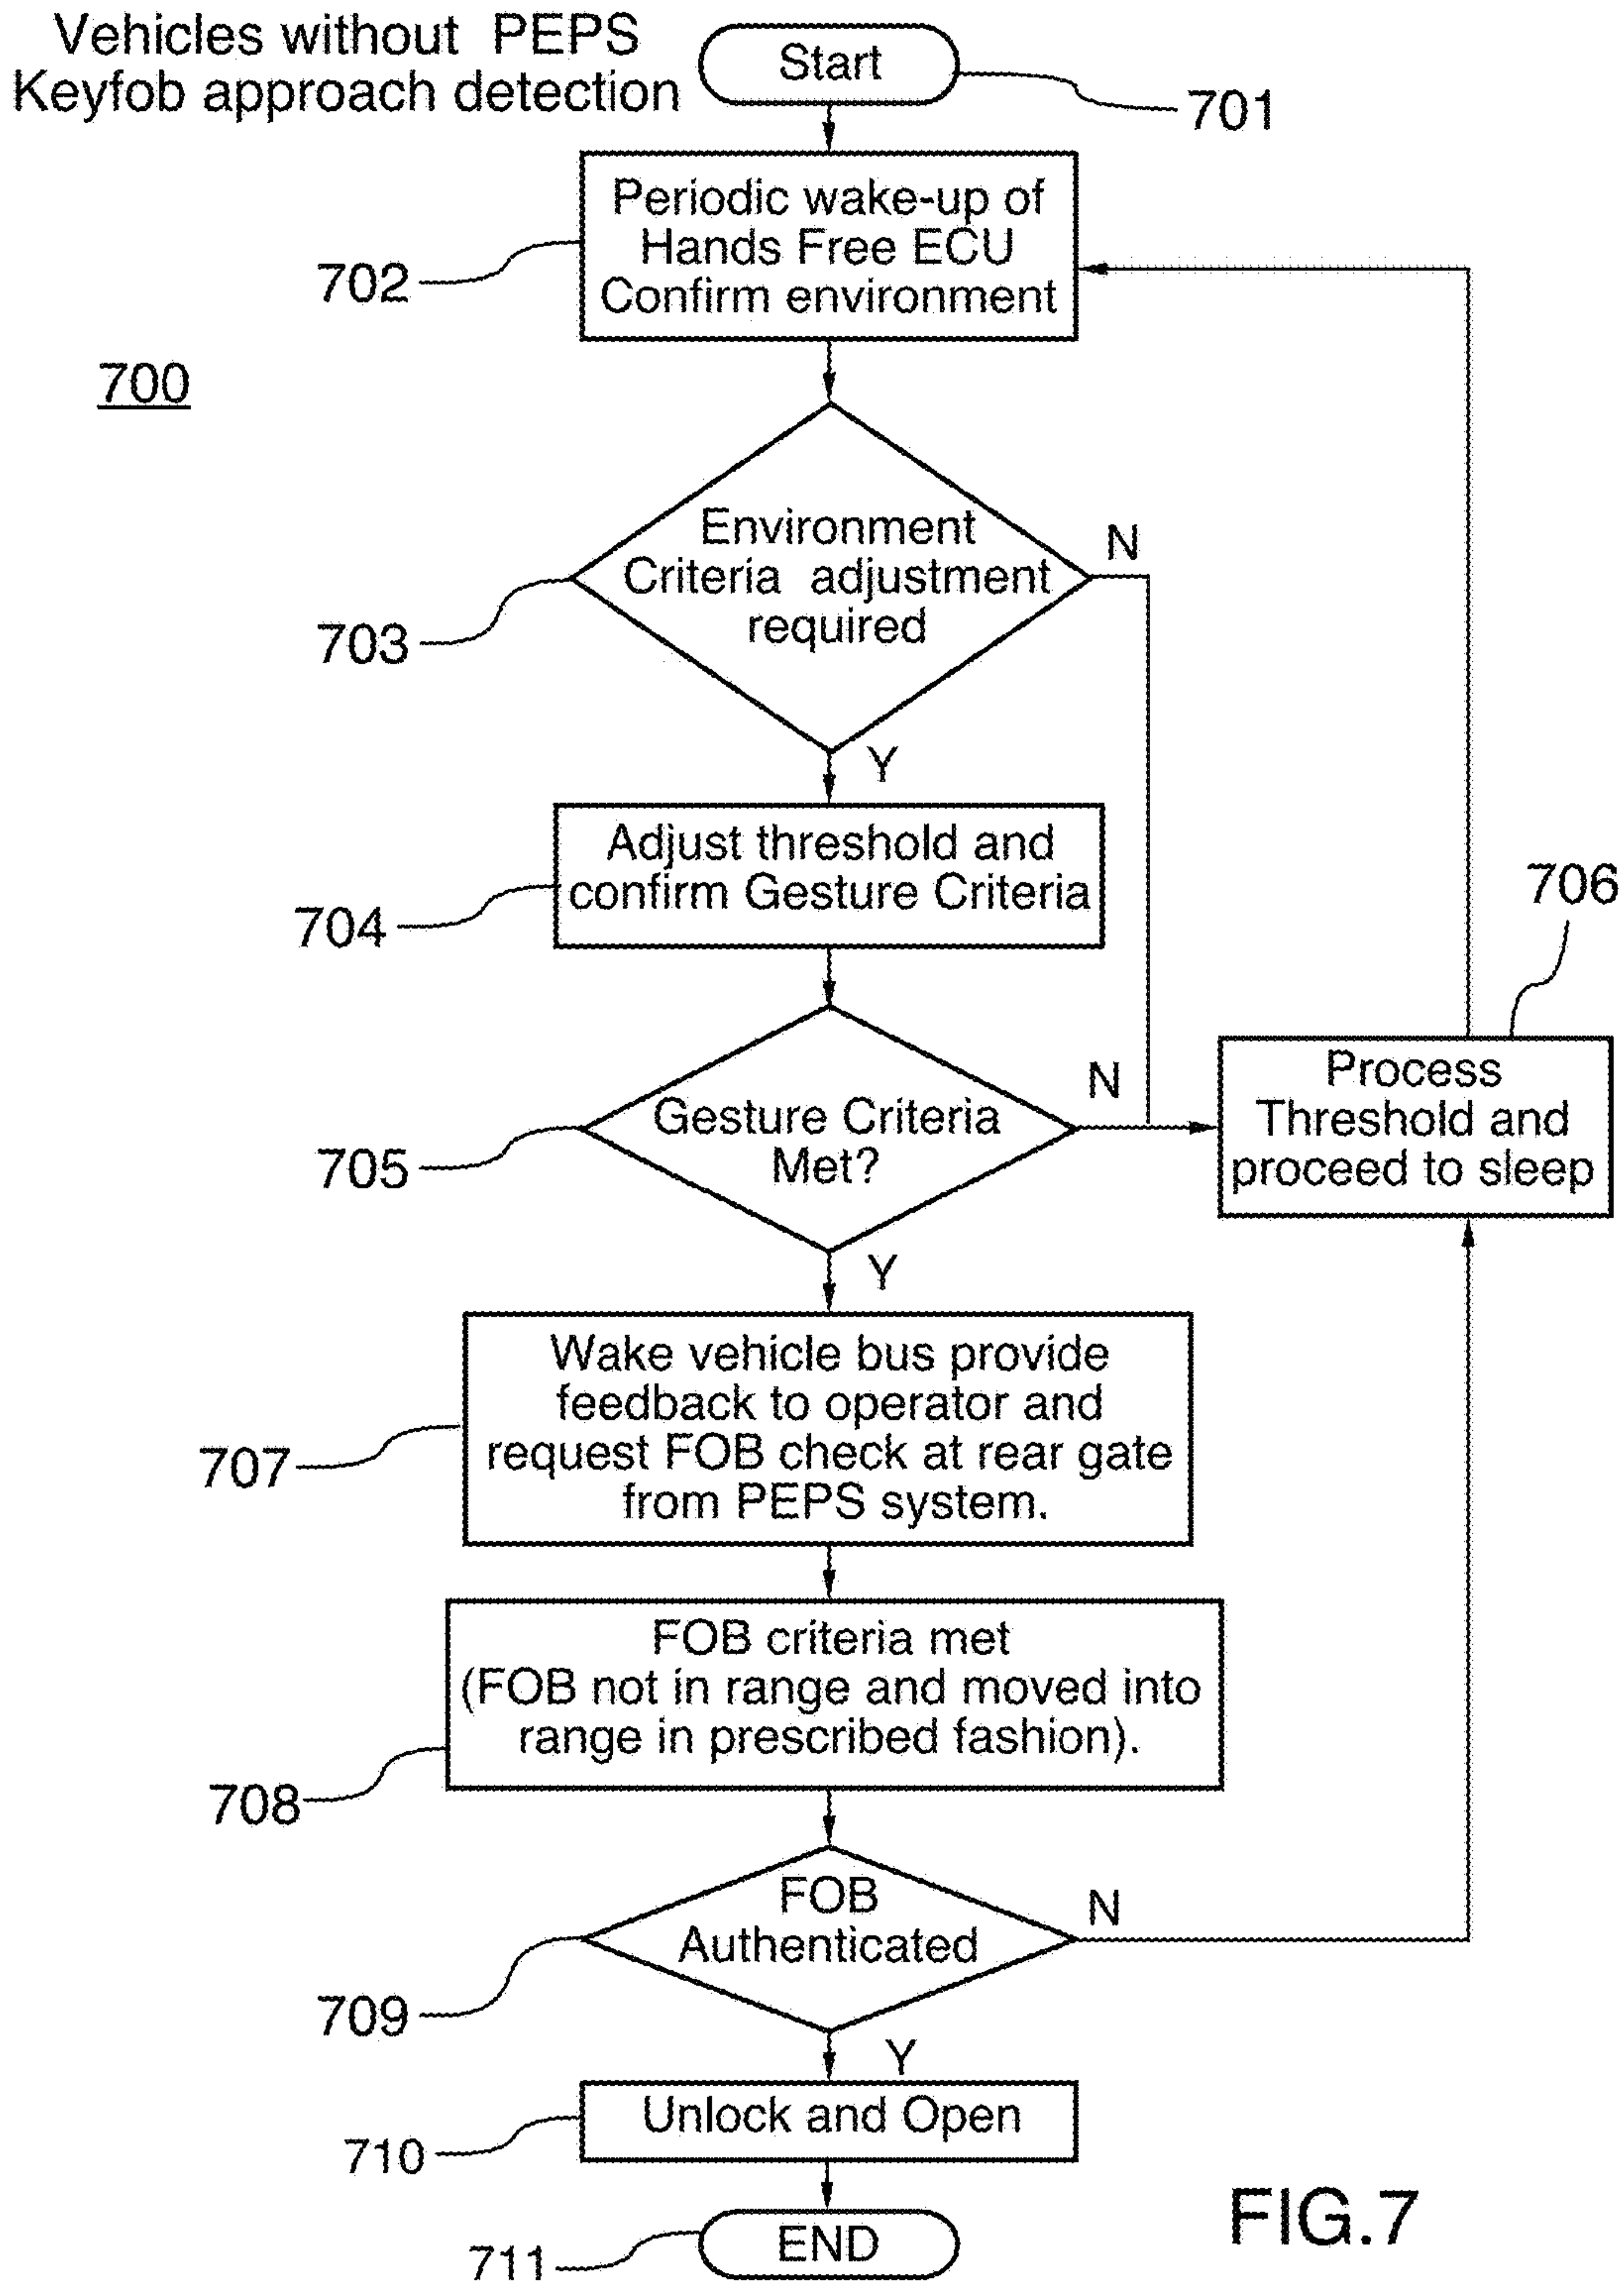 Vehicles without PEPS
Keyfob approach detection
Start
701
Periodic wake-up of
Hands Free ECU
Confirm environment
702
700
Environment
Criteria adjustment
required
N
703
Y
Adjust threshold and
confirm Gesture Criteria
704
706
Gesture Criteria
Met?
N
705
Process
Threshold and
proceed to sleep
Y
Wake vehicle bus provide
feedback to operator and
request FOB check at rear gate
from PEPS system.
707
FOB criteria met
(FOB not in range and moved into
range in prescribed fashion).
708
FOB
Authenticated
N
709
Y
Unlock and Open
710
END
711
FIG.7